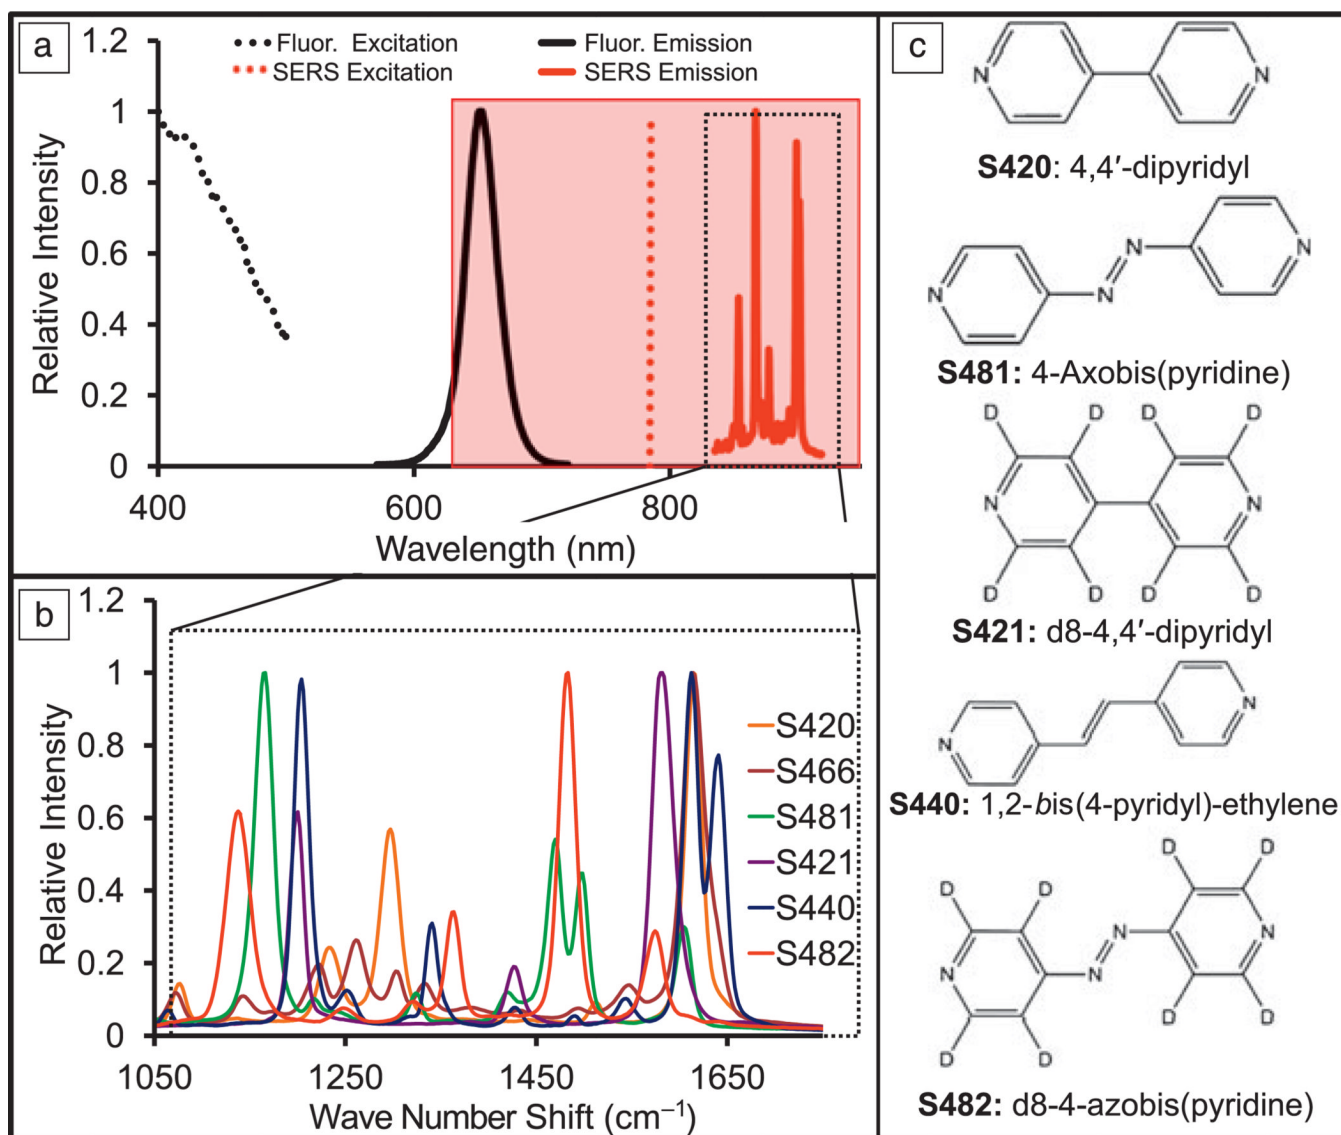 a
1.2
1
0.8
0.6
0.4
0.2
0
Relative Intensity
Fluor. Excitation
Fluor. Emission
SERS Excitation
SERS Emission
400
600
800
Wavelength (nm)
b
1.2
1
0.8
0.6
0.4
0.2
0
Relative Intensity
S420
S466
S481
S421
S440
S482
1050
1250
1450
1650
Wave Number Shift (cm⁻¹)
c
N
N
S420: 4,4′-dipyridyl
N
N
N
N
S481: 4-Axobis(pyridine)
D D D D
N N
D D D D
S421: d8-4,4′-dipyridyl
N
N
S440: 1,2-bis(4-pyridyl)-ethylene
D D
D D
N N
N N
D D
D D
S482: d8-4-azobis(pyridine)